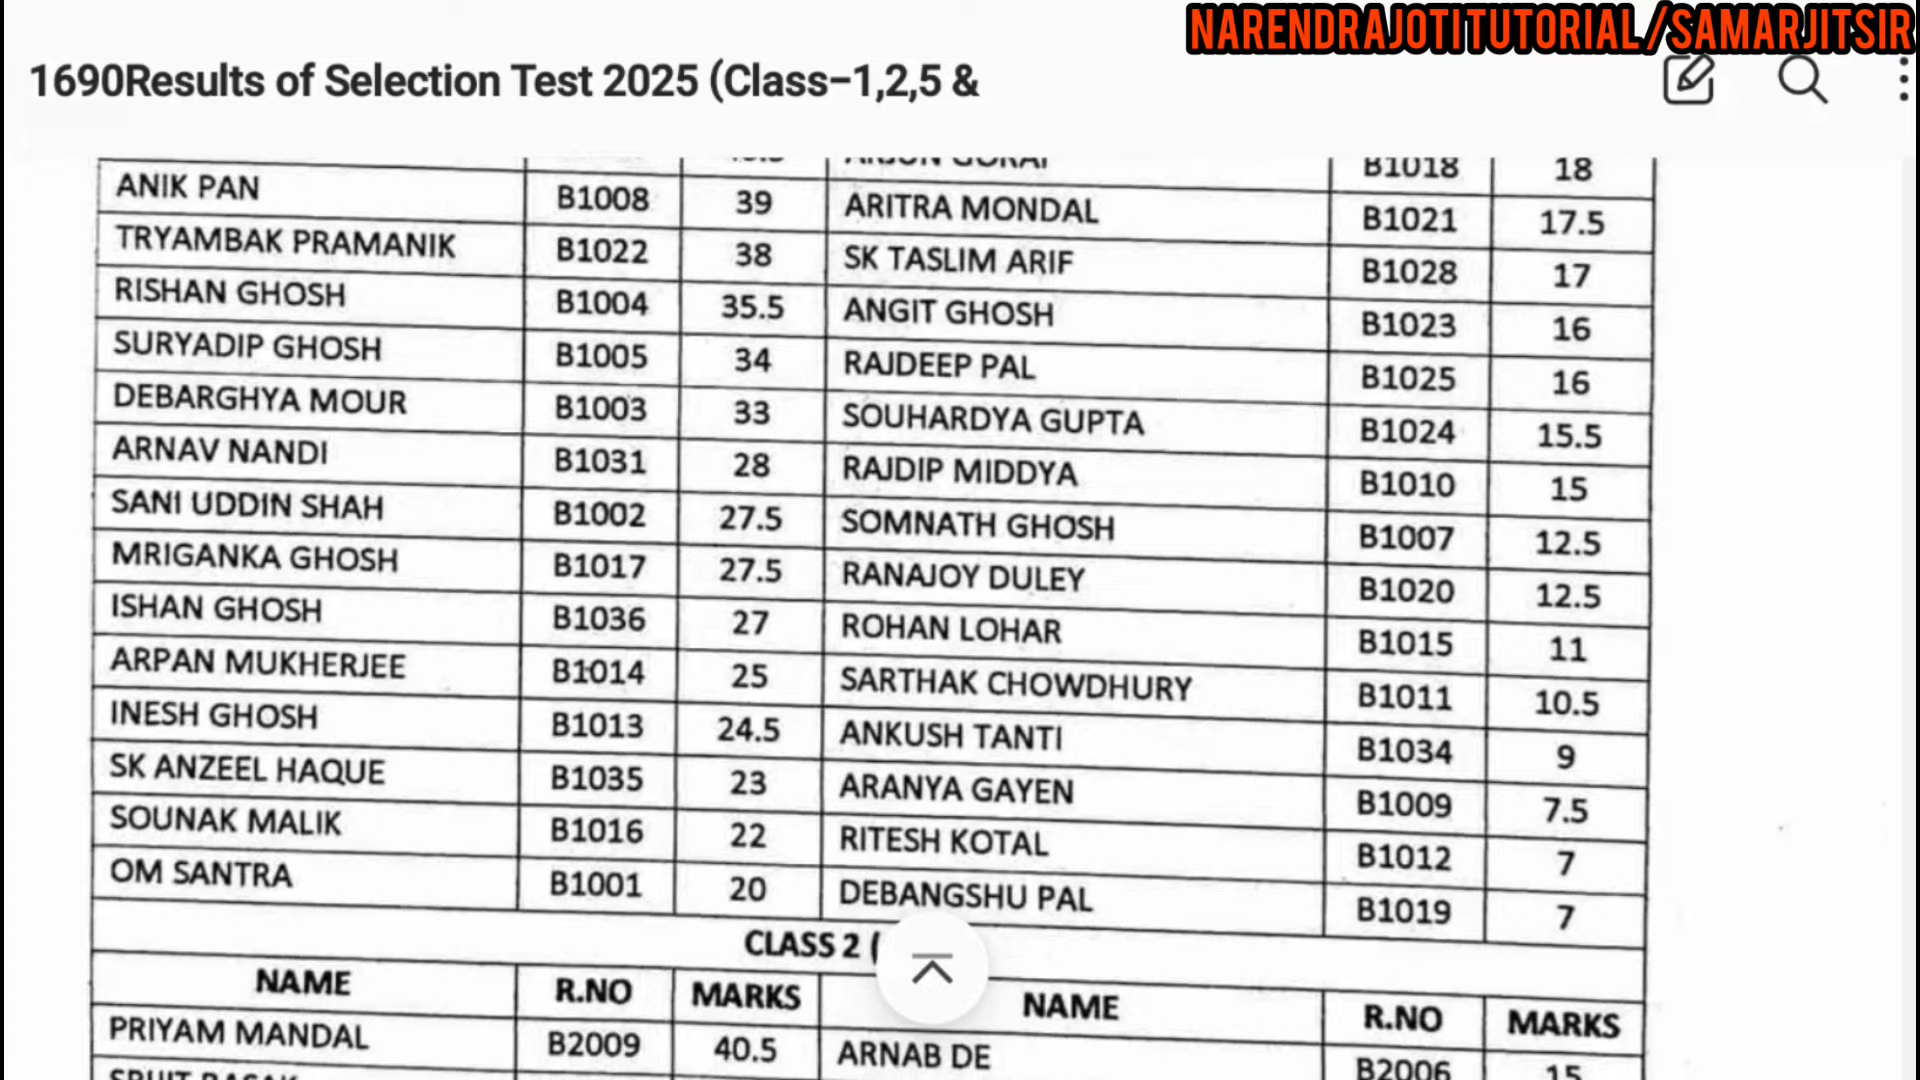 NARENDRAJOTITUTORIAL/SAMARJITSIR
1690Results of Selection Test 2025 (Class–1,2,5 &
ARJUN GORAI B1018 18
ANIK PAN B1008 39 ARITRA MONDAL B1021 17.5
TRYAMBAK PRAMANIK B1022 38 SK TASLIM ARIF B1028 17
RISHAN GHOSH B1004 35.5 ANGIT GHOSH B1023 16
SURYADIP GHOSH B1005 34 RAJDEEP PAL B1025 16
DEBARGHYA MOUR B1003 33 SOUHARDYA GUPTA B1024 15.5
ARNAV NANDI B1031 28 RAJDIP MIDDYA B1010 15
SANI UDDIN SHAH B1002 27.5 SOMNATH GHOSH B1007 12.5
MRIGANKA GHOSH B1017 27.5 RANAJOY DULEY B1020 12.5
ISHAN GHOSH B1036 27 ROHAN LOHAR B1015 11
ARPAN MUKHERJEE B1014 25 SARTHAK CHOWDHURY B1011 10.5
INESH GHOSH B1013 24.5 ANKUSH TANTI B1034 9
SK ANZEEL HAQUE B1035 23 ARANYA GAYEN B1009 7.5
SOUNAK MALIK B1016 22 RITESH KOTAL B1012 7
OM SANTRA B1001 20 DEBANGSHU PAL B1019 7
CLASS 2 (
NAME R.NO MARKS NAME R.NO MARKS
PRIYAM MANDAL B2009 40.5 ARNAB DE B2006 15